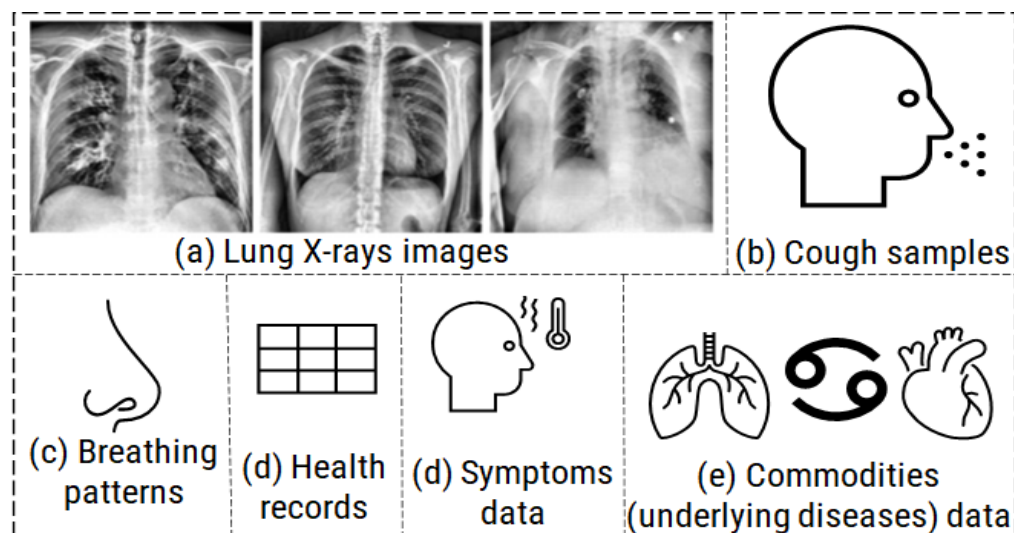 (a) Lung X-rays images
(b) Cough samples
(c) Breathing
patterns
(d) Health
records
(d) Symptoms
data
(e) Commodities
(underlying diseases) data